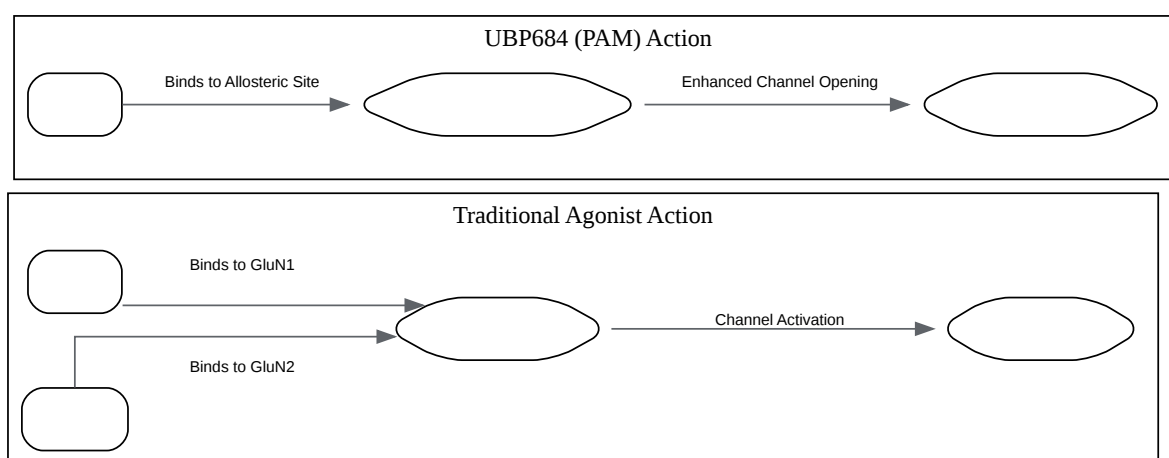 UBP684 (PAM) Action
Binds to Allosteric Site
Enhanced Channel Opening
Traditional Agonist Action
Binds to GluN1
Channel Activation
Binds to GluN2